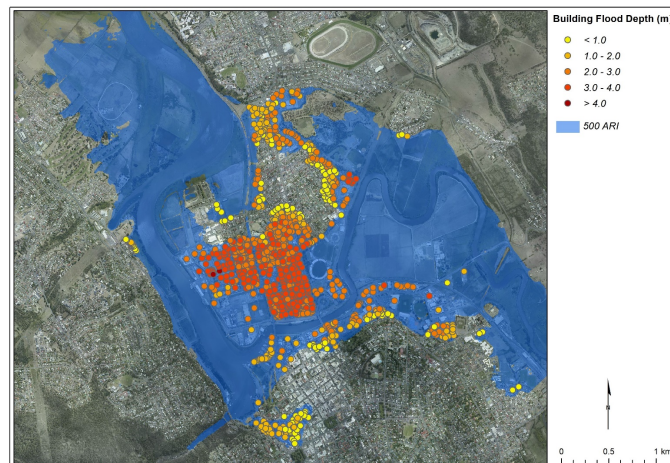 Building Flood Depth (m
< 1.0
1.0 - 2.0
2.0 - 3.0
3.0 - 4.0
> 4.0
500 ARI
N
0 0.5 1 km